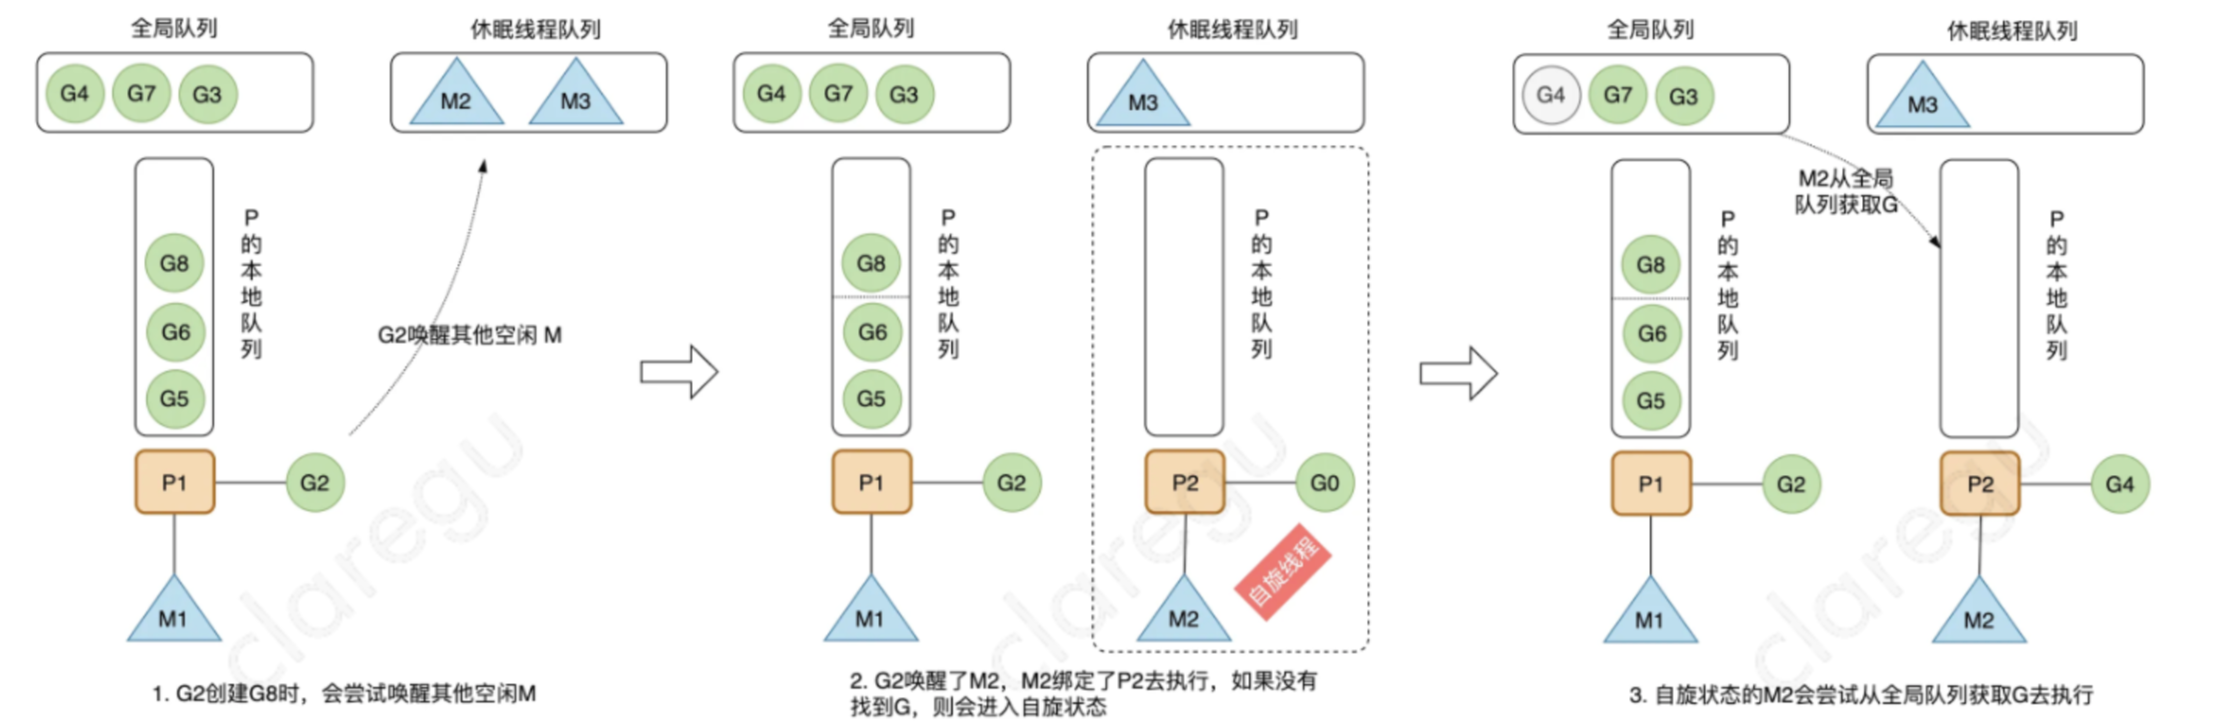 全局队列
休眠线程队列
G4 G7 G3
M2 M3
G8
G6
G5
P的本地队列
G2唤醒其他空闲 M
P1
G2
M1
1. G2创建G8时，会尝试唤醒其他空闲M
全局队列
休眠线程队列
G4 G7 G3
M3
G8
G6
G5
P的本地队列
P的本地队列
P1
G2
P2
G0
自旋线程
M1
M2
2. G2唤醒了M2，M2绑定了P2去执行，如果没有
找到G，则会进入自旋状态
全局队列
休眠线程队列
G4 G7 G3
M3
M2从全局
队列获取G
G8
G6
G5
P的本地队列
P的本地队列
P1
G2
P2
G4
M1
M2
3. 自旋状态的M2会尝试从全局队列获取G去执行
claregu
claregu
claregu